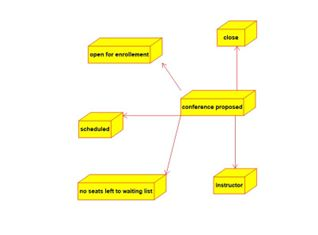 close
open for enrollement
conference proposed
scheduled
no seats left to waiting list
instructor